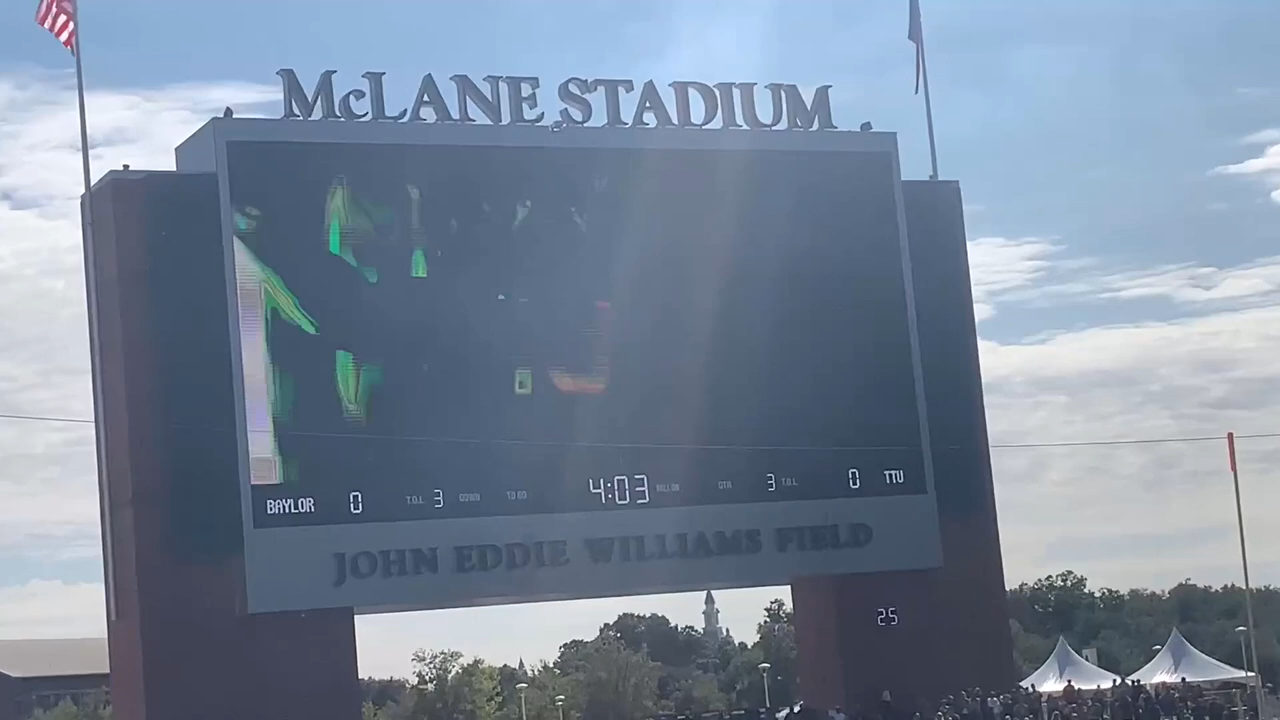 McLANE STADIUM
BAYLOR 0 T.O.L 3 DOWN TO GO 4:03 BALL ON QTR 3 T.O.L 0 TTU
JOHN EDDIE WILLIAMS FIELD
25